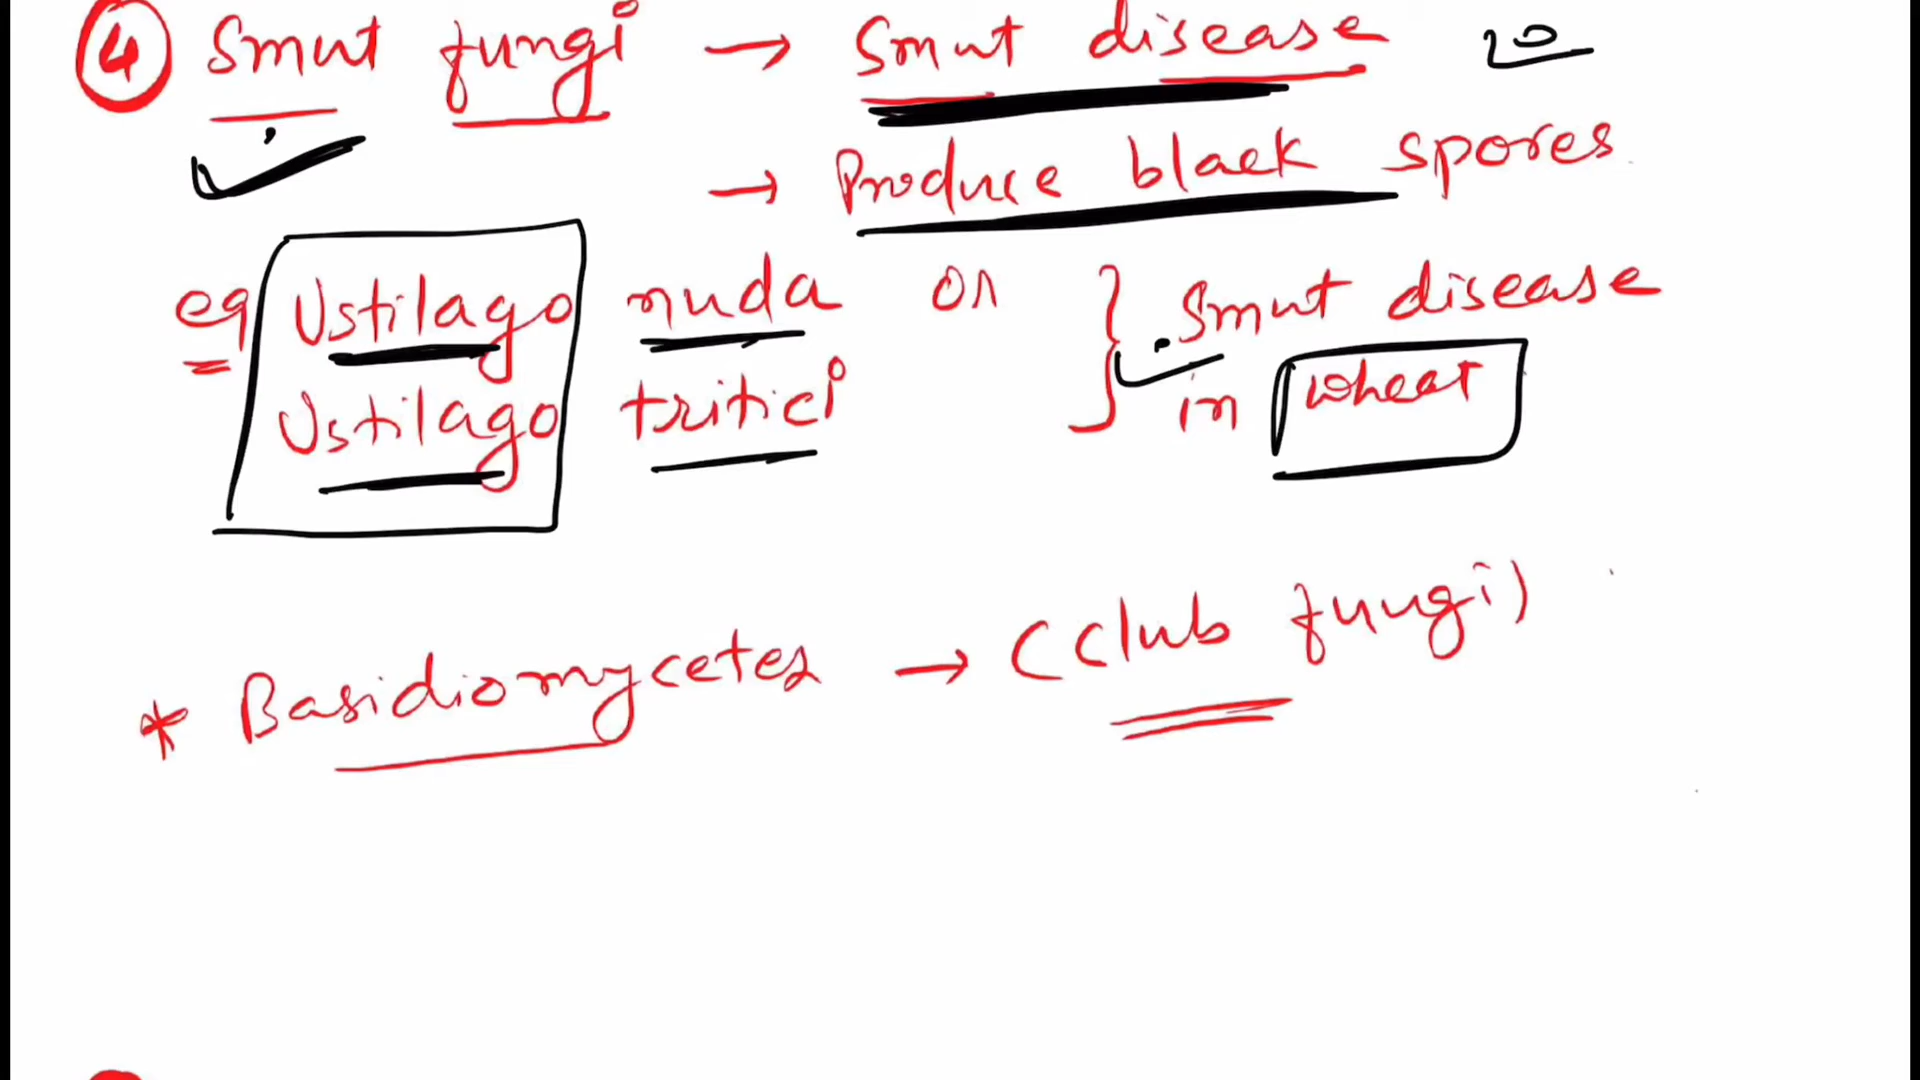 ④ Smut fungi → Smut disease
→ Produce black spores
eg Ustilago nuda or } Smut disease
Ustilago tritici in wheat
* Basidiomycetes → (Club fungi)